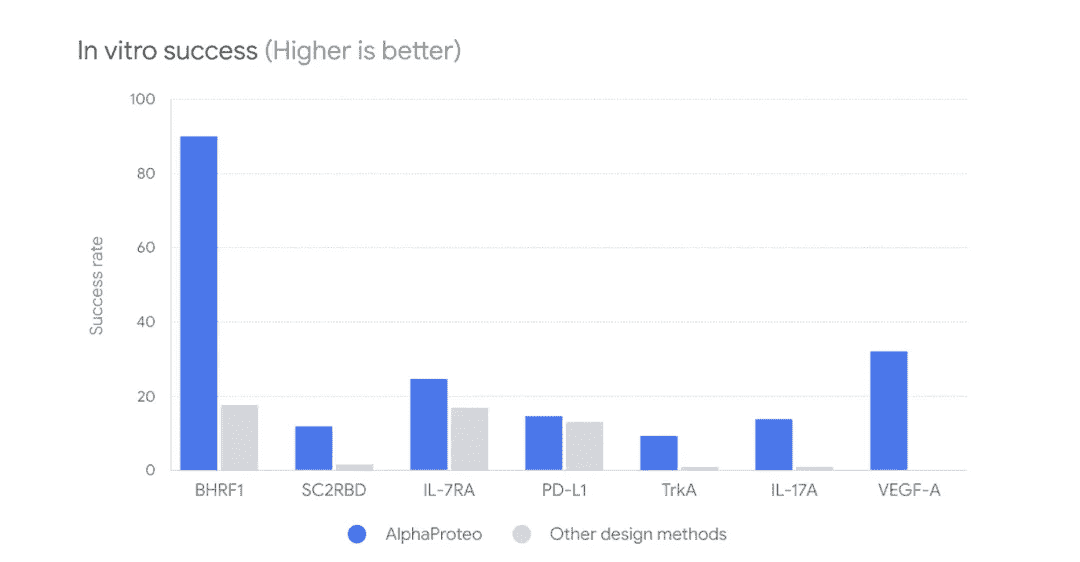 In vitro success (Higher is better)
100
80
60
40
20
0
Success rate
BHRF1 SC2RBD IL-7RA PD-L1 TrkA IL-17A VEGF-A
AlphaProteo Other design methods